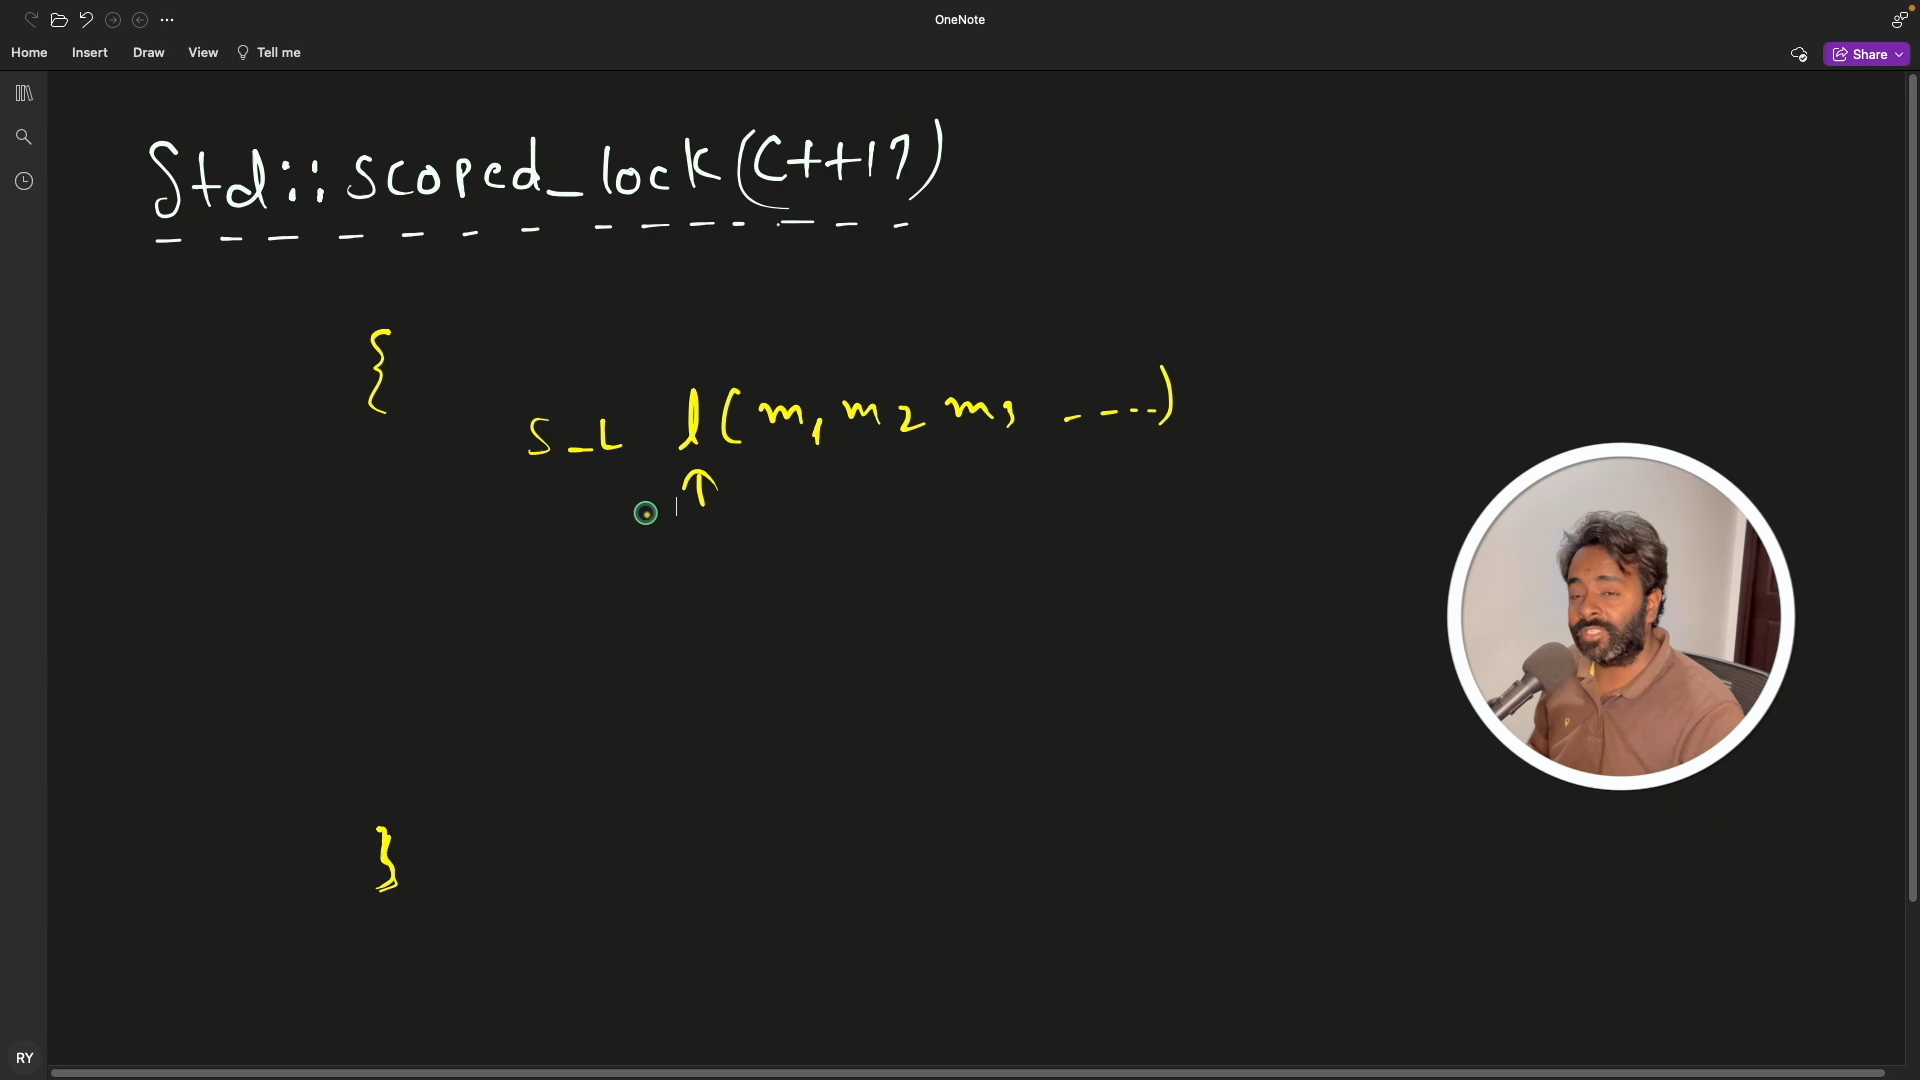 OneNote
Home Insert Draw View Tell me
Share
Std::scoped_lock(C++17)
{
S_L l(m1 m2 m3 ----)
}
RY